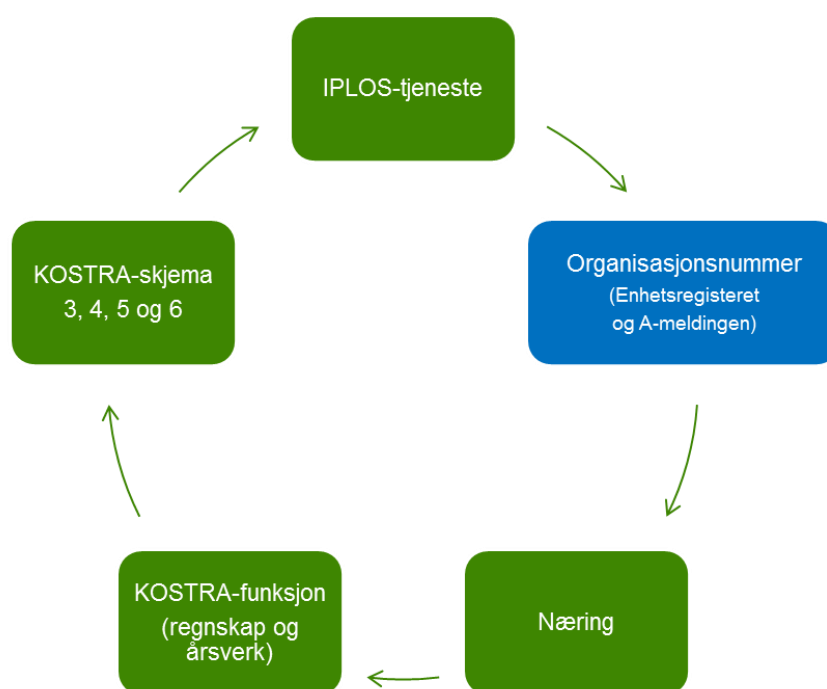 IPLOS-tjeneste
Organisasjonsnummer
(Enhetsregisteret
og A-meldingen)
Næring
KOSTRA-funksjon
(regnskap og
årsverk)
KOSTRA-skjema
3, 4, 5 og 6